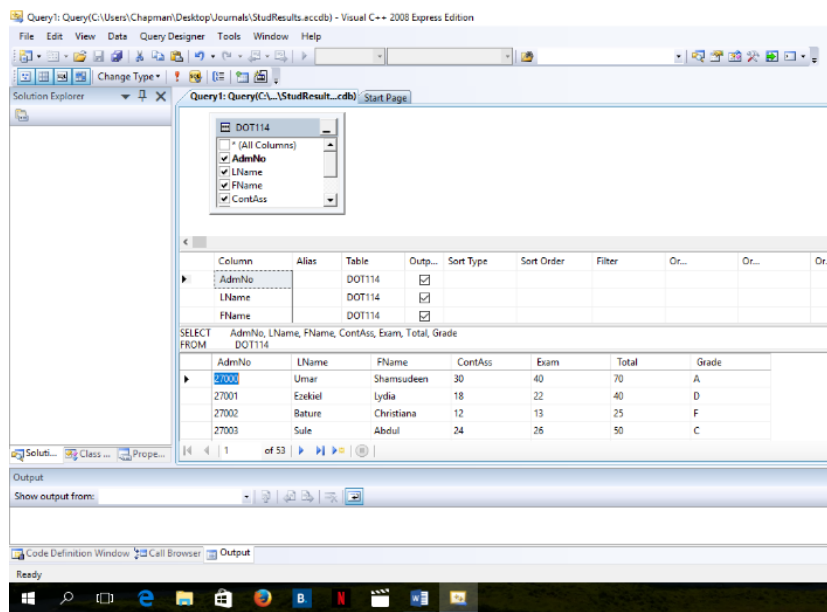 Query1: Query(C:\Users\Chapman\Desktop\Journals\StudResults.accdb) - Visual C++ 2008 Express Edition
File Edit View Data Query Designer Tools Window Help
Change Type
Solution Explorer
Query1: Query(C:\...\StudResult...cdb) Start Page
DOT114
* (All Columns)
AdmNo
LName
FName
ContAss
Column Alias Table Outp... Sort Type Sort Order Filter Or... Or... Or
AdmNo DOT114
LName DOT114
FName DOT114
SELECT AdmNo, LName, FName, ContAss, Exam, Total, Grade
FROM DOT114
AdmNo LName FName ContAss Exam Total Grade
27000 Umar Shamsudeen 30 40 70 A
27001 Ezekiel Lydia 18 22 40 D
27002 Bature Christiana 12 13 25 F
27003 Sule Abdul 24 26 50 C
1 of 53
Soluti... Class ... Prope...
Output
Show output from:
Code Definition Window Call Browser Output
Ready
B.
N